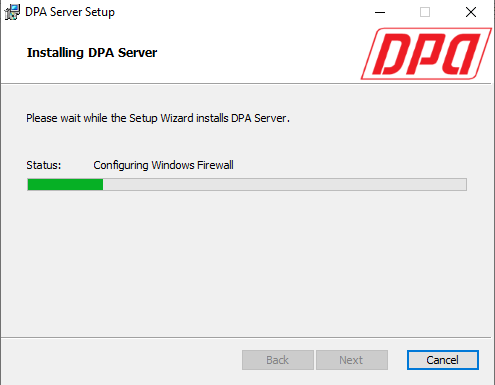 DPA Server Setup
Installing DPA Server
DPA
Please wait while the Setup Wizard installs DPA Server.
Status: Configuring Windows Firewall
Back Next Cancel